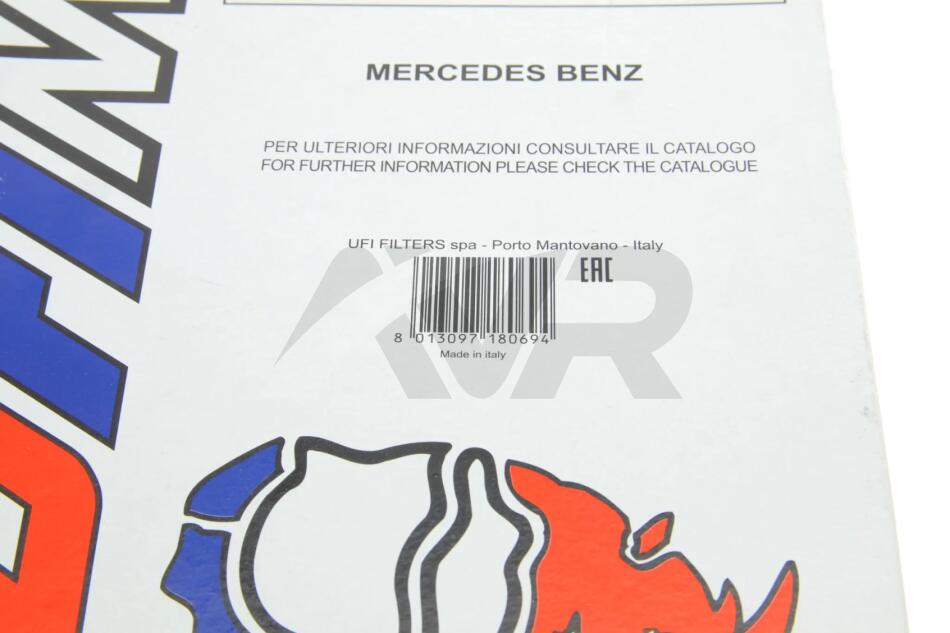 MERCEDES BENZ
PER ULTERIORI INFORMAZIONI CONSULTARE IL CATALOGO
FOR FURTHER INFORMATION PLEASE CHECK THE CATALOGUE
UFI FILTERS spa - Porto Mantovano - Italy
EAC
8 013097 180694
Made in italy